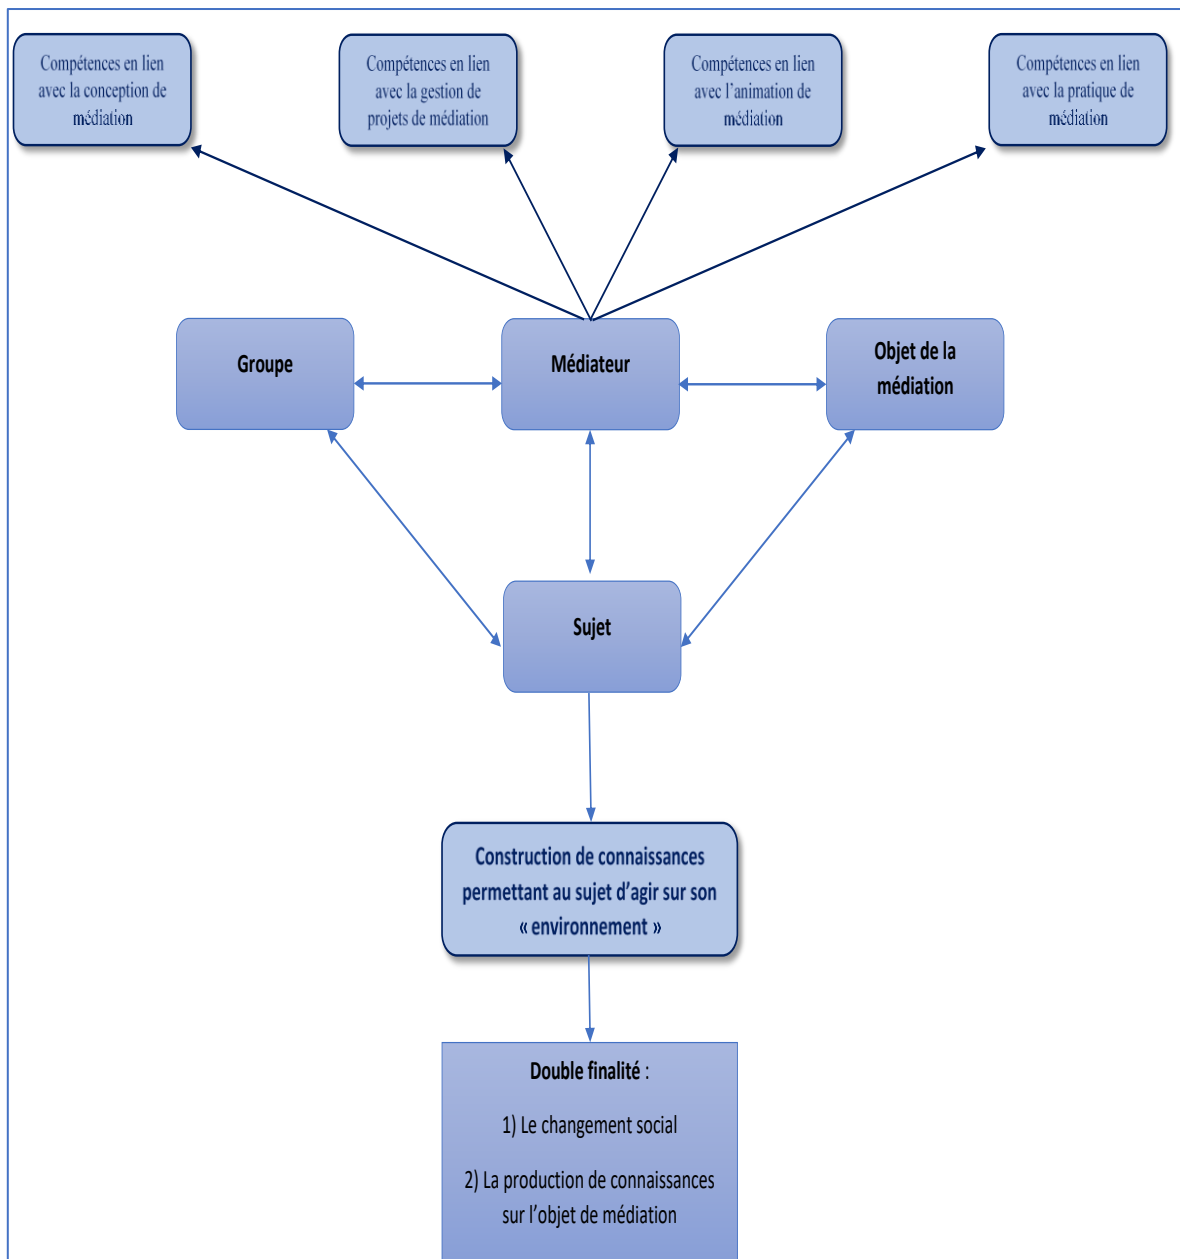 Compétences en lien
avec la conception de
médiation
Compétences en lien
avec la gestion de
projets de médiation
Compétences en lien
avec l’animation de
médiation
Compétences en lien
avec la pratique de
médiation
Groupe
Médiateur
Objet de la
médiation
Sujet
Construction de connaissances
permettant au sujet d’agir sur son
« environnement »
Double finalité :
1) Le changement social
2) La production de connaissances
sur l’objet de médiation